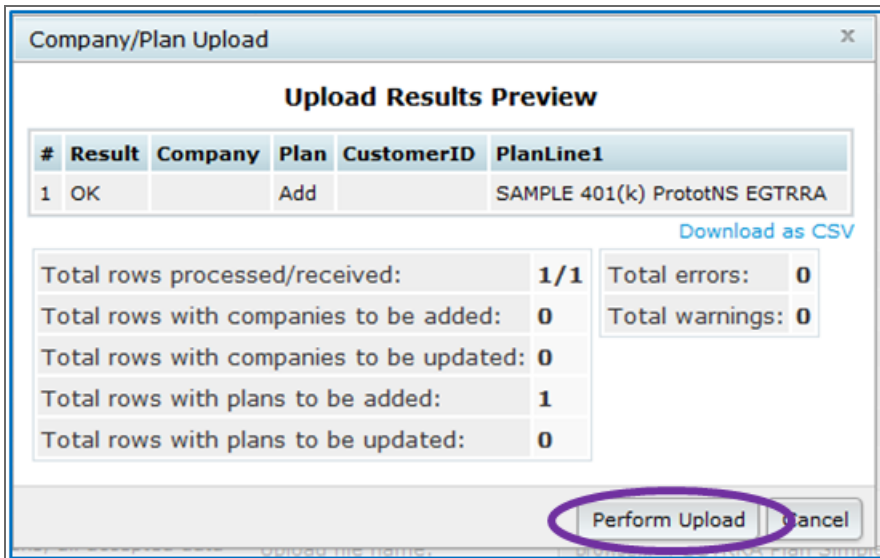 Company/Plan Upload x
Upload Results Preview
# Result Company Plan CustomerID PlanLine1
1 OK Add SAMPLE 401(k) PrototNS EGTRRA
Download as CSV
Total rows processed/received: 1/1 Total errors: 0
Total rows with companies to be added: 0 Total warnings: 0
Total rows with companies to be updated: 0
Total rows with plans to be added: 1
Total rows with plans to be updated: 0
Perform Upload Cancel